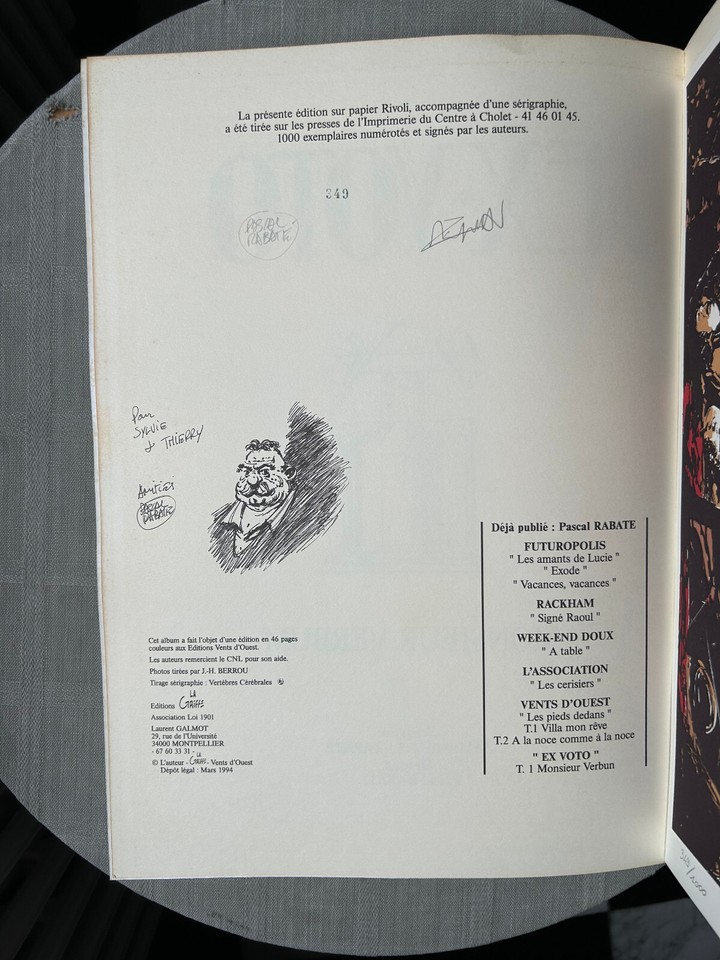 La présente édition sur papier Rivoli, accompagnée d'une sérigraphie,
a été tirée sur les presses de l'Imprimerie du Centre à Cholet - 41 46 01 45.
1000 exemplaires numérotés et signés par les auteurs.
349
PASCAL
RABATE
Pour
SYLVIE
& THIERRY
Amitiés
PASCAL
RABATE
Cet album a fait l'objet d'une édition en 46 pages
couleurs aux Editions Vents d'Ouest.
Les auteurs remercient le CNL pour son aide.
Photos tirées par J.-H. BERROU
Tirage sérigraphie : Vertèbres Cérébrales
Editions LA GRIFFE
Association Loi 1901
Laurent GALMOT
29, rue de l'Université
34000 MONTPELLIER
- 67 60 33 31 -
© L'auteur - LA GRIFFE - Vents d'Ouest
Dépôt légal : Mars 1994
Déjà publié : Pascal RABATE
FUTUROPOLIS
" Les amants de Lucie "
" Exode "
" Vacances, vacances "
RACKHAM
" Signé Raoul "
WEEK-END DOUX
" A table "
L'ASSOCIATION
" Les cerisiers "
VENTS D'OUEST
" Les pieds dedans "
T.1 Villa mon rêve
T.2 A la noce comme à la noce
" EX VOTO "
T. 1 Monsieur Verbun